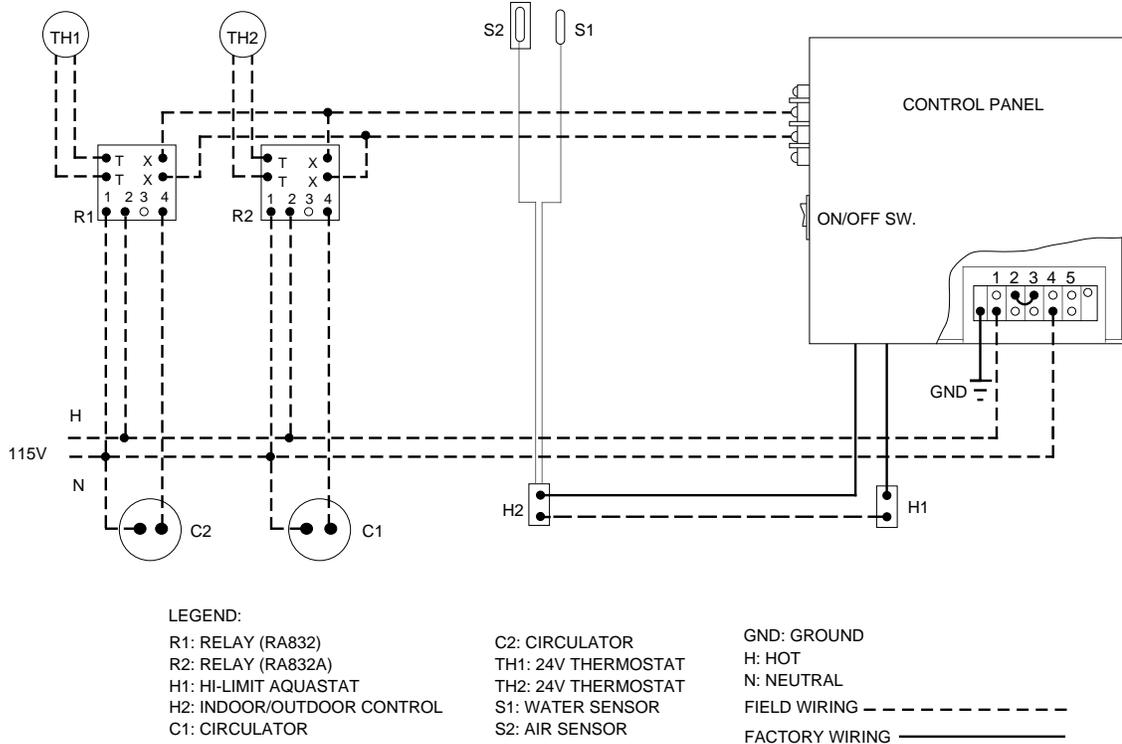 TH1 TH2 S2 S1
CONTROL PANEL
T X T X
T X T X
1 2 3 4 1 2 3 4
R1 R2 ON/OFF SW.
1 2 3 4 5
GND
H
115V
N
H2 H1
C2 C1
LEGEND:
R1: RELAY (RA832)
R2: RELAY (RA832A)
H1: HI-LIMIT AQUASTAT
H2: INDOOR/OUTDOOR CONTROL
C1: CIRCULATOR
C2: CIRCULATOR
TH1: 24V THERMOSTAT
TH2: 24V THERMOSTAT
S1: WATER SENSOR
S2: AIR SENSOR
GND: GROUND
H: HOT
N: NEUTRAL
FIELD WIRING
FACTORY WIRING